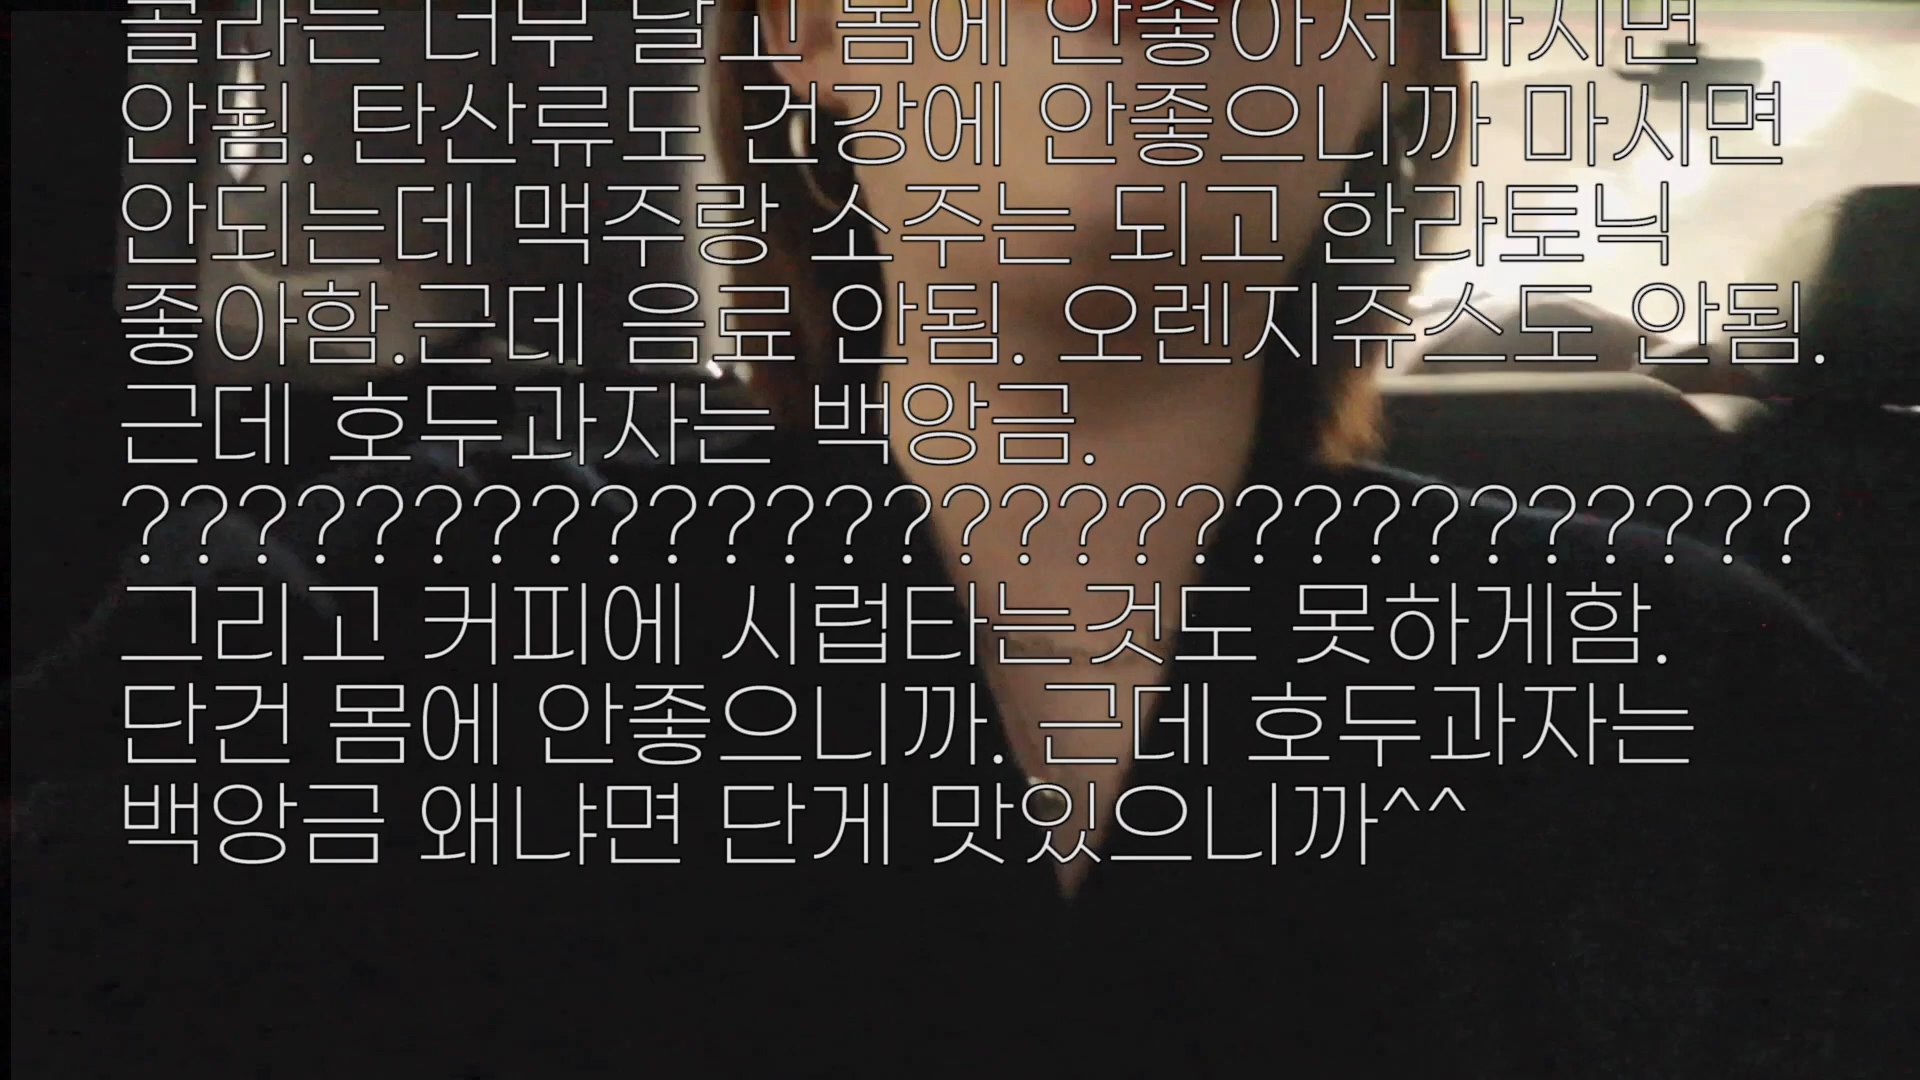 콜라는 너무 달고 몸에 안좋아서 마시면
안됨. 탄산류도 건강에 안좋으니까 마시면
안되는데 맥주랑 소주는 되고 한라토닉
좋아함.근데 음료 안됨. 오렌지쥬스도 안됨.
근데 호두과자는 백앙금.
?????????????????????????????
그리고 커피에 시럽타는것도 못하게함.
단건 몸에 안좋으니까. 근데 호두과자는
백앙금 왜냐면 단게 맛있으니까^^